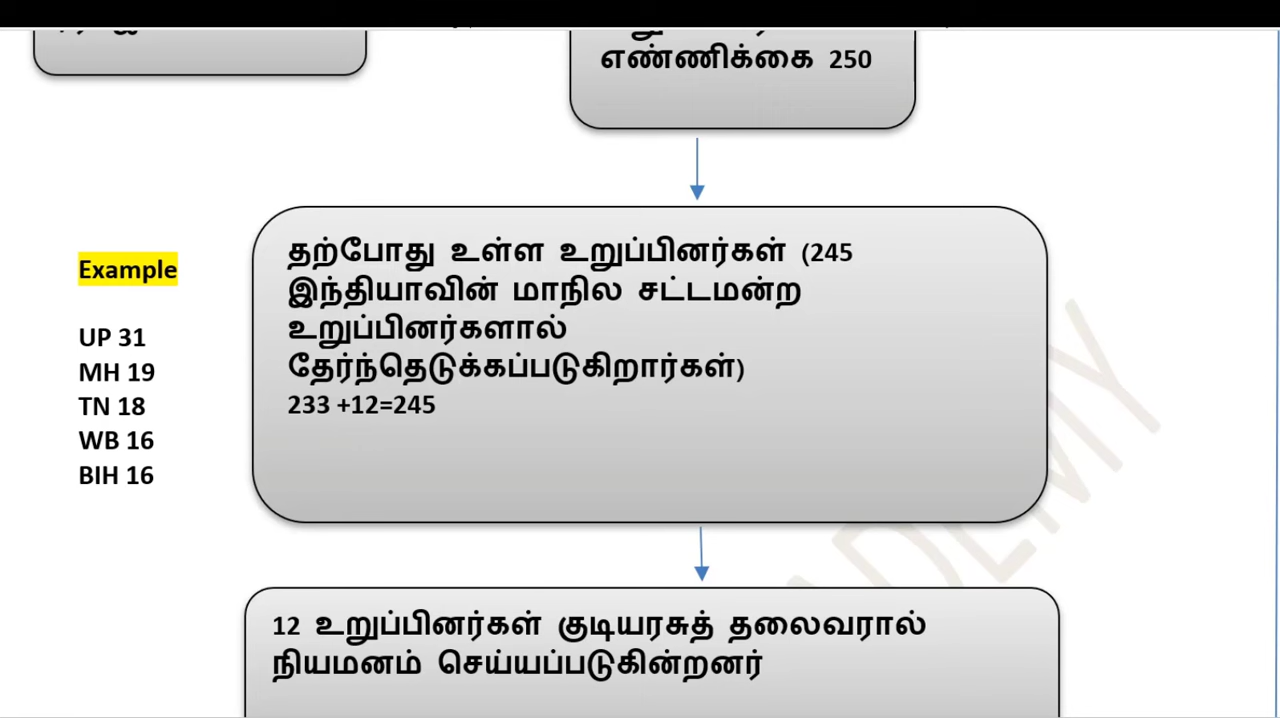 எண்ணிக்கை 250
தற்போது உள்ள உறுப்பினர்கள் (245
இந்தியாவின் மாநில சட்டமன்ற
உறுப்பினர்களால்
தேர்ந்தெடுக்கப்படுகிறார்கள்)
233 +12=245
Example
UP 31
MH 19
TN 18
WB 16
BIH 16
12 உறுப்பினர்கள் குடியரசுத் தலைவரால்
நியமனம் செய்யப்படுகின்றனர்